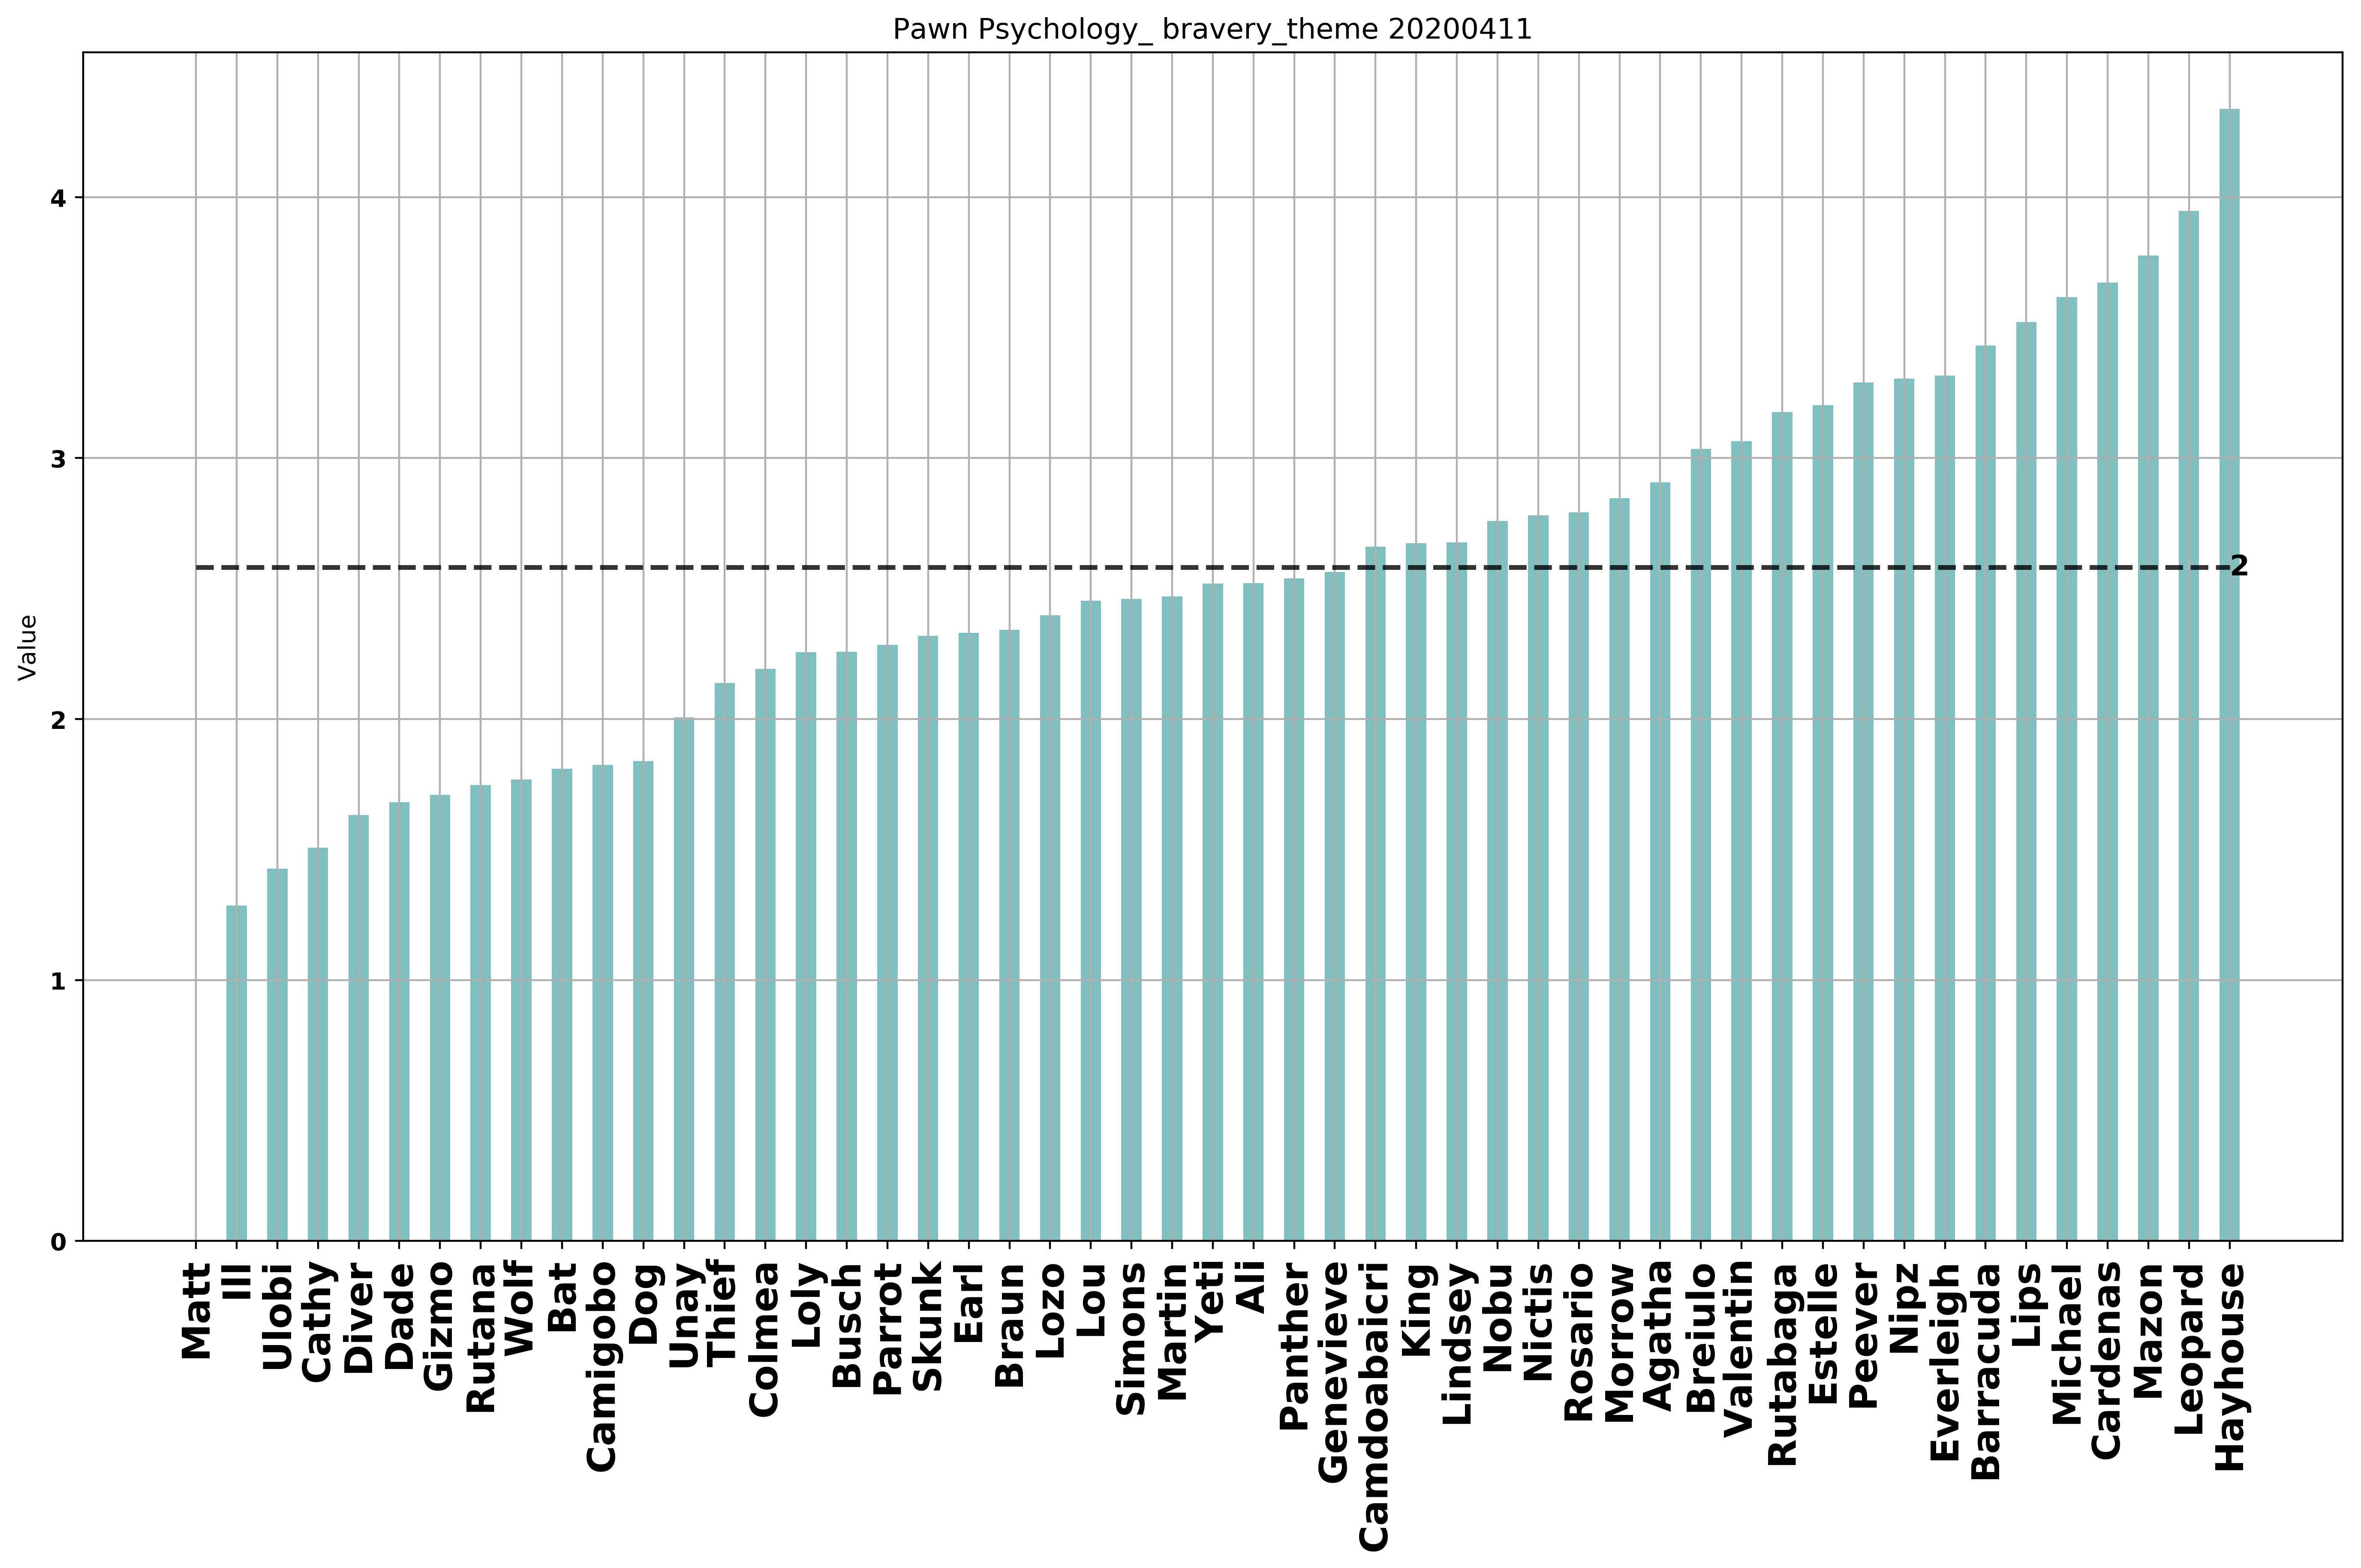 Pawn Psychology_ bravery_theme 20200411
Value
4
3
2
1
0
2
Matt
Ill
Ulobi
Cathy
Diver
Dade
Gizmo
Rutana
Wolf
Bat
Camigobo
Dog
Unay
Thief
Colmea
Loly
Busch
Parrot
Skunk
Earl
Braun
Lozo
Lou
Simons
Martin
Yeti
Ali
Panther
Genevieve
Camdoabaicri
King
Lindsey
Nobu
Nictis
Rosario
Morrow
Agatha
Breiulo
Valentin
Rutabaga
Estelle
Peever
Nipz
Everleigh
Barracuda
Lips
Michael
Cardenas
Mazon
Leopard
Hayhouse